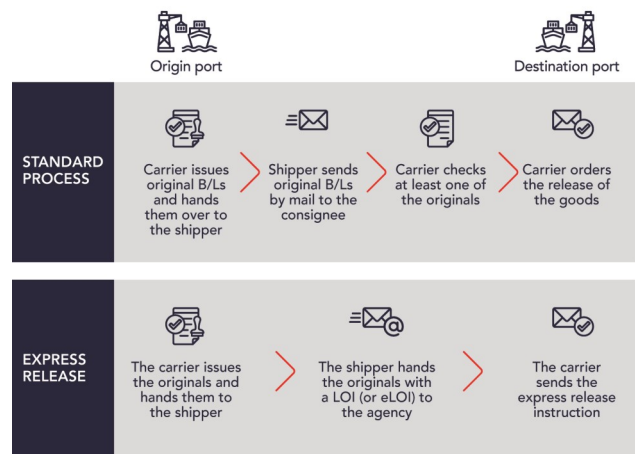 Origin port
Destination port
STANDARD
PROCESS
Carrier issues
original B/Ls
and hands
them over to
the shipper
Shipper sends
original B/Ls
by mail to the
consignee
Carrier checks
at least one of
the originals
Carrier orders
the release of
the goods
EXPRESS
RELEASE
The carrier issues
the originals and
hands them to
the shipper
@
The shipper hands
the originals with
a LOI (or eLOI) to
the agency
The carrier
sends the
express release
instruction